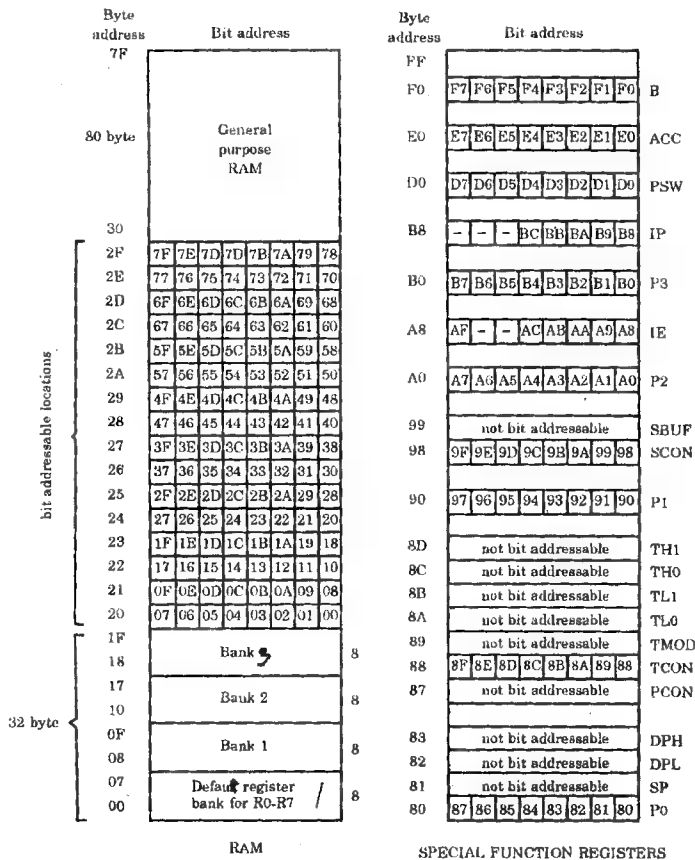 Byte address Bit address
7F
80 byte General purpose RAM
30
2F 7F 7E 7D 7D 7B 7A 79 78
2E 77 76 75 74 73 72 71 70
2D 6F 6E 6D 6C 6B 6A 69 68
2C 67 66 65 64 63 62 61 60
2B 5F 5E 5D 5C 5B 5A 59 58
2A 57 56 55 54 53 52 51 50
29 4F 4E 4D 4C 4B 4A 49 48
28 47 46 45 44 43 42 41 40
27 3F 3E 3D 3C 3B 3A 39 38
26 37 36 35 34 33 32 31 30
25 2F 2E 2D 2C 2B 2A 29 28
24 27 26 25 24 23 22 21 20
23 1F 1E 1D 1C 1B 1A 19 18
22 17 16 15 14 13 12 11 10
21 0F 0E 0D 0C 0B 0A 09 08
20 07 06 05 04 03 02 01 00
bit addressable locations
1F
18 Bank 3 8
17
10 Bank 2 8
32 byte
0F
08 Bank 1 8
07
00 Default register bank for R0-R7 8
RAM
Byte address Bit address
FF
F0 F7 F6 F5 F4 F3 F2 F1 F0 B
E0 E7 E6 E5 E4 E3 E2 E1 E0 ACC
D0 D7 D6 D5 D4 D3 D2 D1 D0 PSW
B8 - - - BC BB BA B9 B8 IP
B0 B7 B6 B5 B4 B3 B2 B1 B0 P3
A8 AF - - AC AB AA A9 A8 IE
A0 A7 A6 A5 A4 A3 A2 A1 A0 P2
99 not bit addressable SBUF
98 9F 9E 9D 9C 9B 9A 99 98 SCON
90 97 96 95 94 93 92 91 90 P1
8D not bit addressable TH1
8C not bit addressable TH0
8B not bit addressable TL1
8A not bit addressable TL0
89 not bit addressable TMOD
88 8F 8E 8D 8C 8B 8A 89 88 TCON
87 not bit addressable PCON
83 not bit addressable DPH
82 not bit addressable DPL
81 not bit addressable SP
80 87 86 85 84 83 82 81 80 P0
SPECIAL FUNCTION REGISTERS